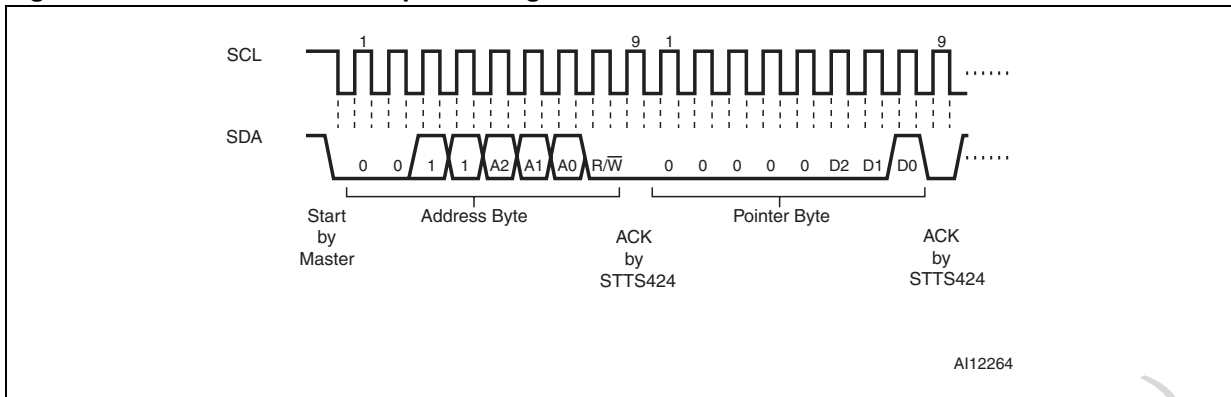 1 9 1 9
SCL
SDA
0 0 1 1 A2 A1 A0 R/W̅ 0 0 0 0 0 D2 D1 D0
Address Byte Pointer Byte
Start
by
Master
ACK
by
STTS424
ACK
by
STTS424
AI12264